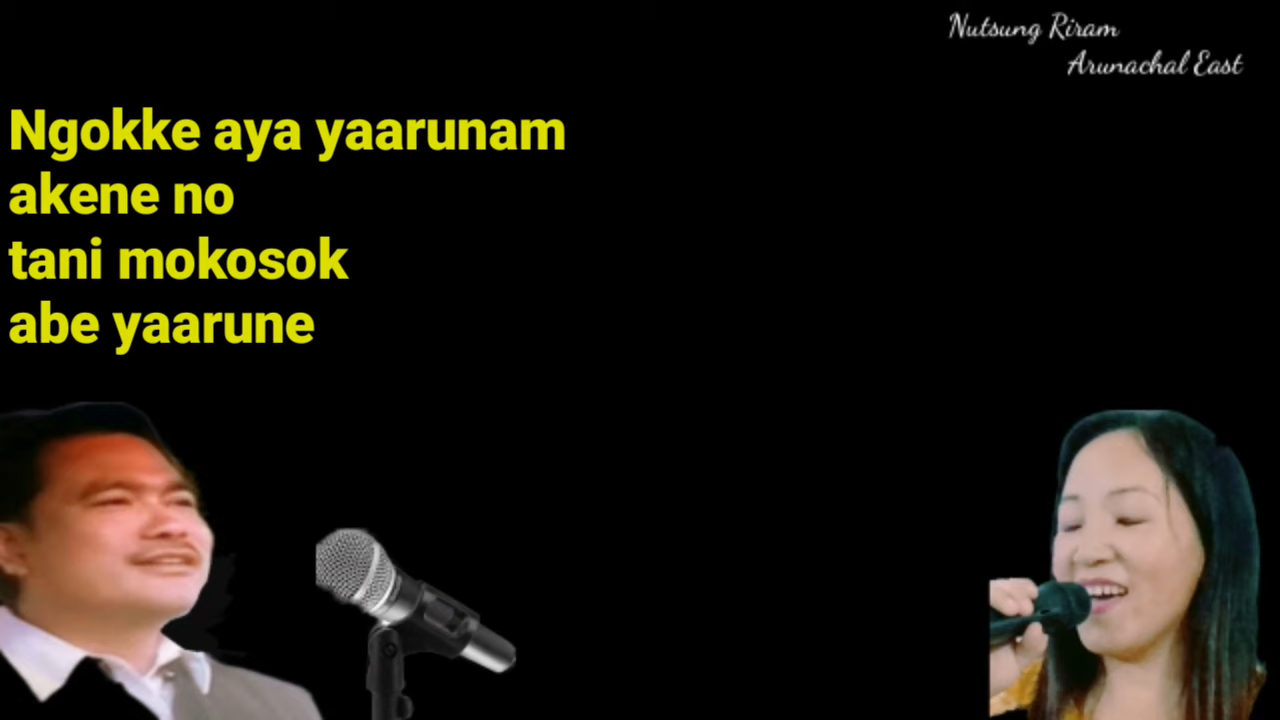 Nutsung Riram
Arunachal East
Ngokke aya yaarunam
akene no
tani mokosok
abe yaarune